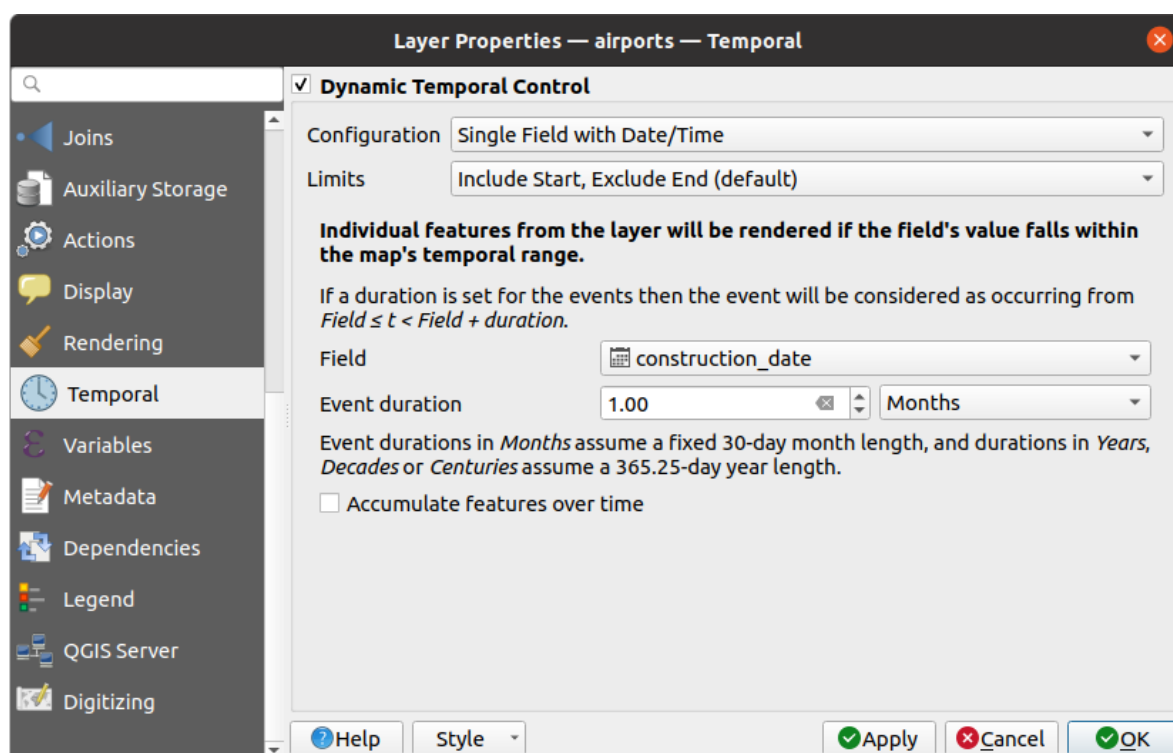 Layer Properties — airports — Temporal
Joins
Auxiliary Storage
Actions
Display
Rendering
Temporal
Variables
Metadata
Dependencies
Legend
QGIS Server
Digitizing
Dynamic Temporal Control
Configuration Single Field with Date/Time
Limits Include Start, Exclude End (default)
Individual features from the layer will be rendered if the field's value falls within
the map's temporal range.
If a duration is set for the events then the event will be considered as occurring from
Field ≤ t < Field + duration.
Field construction_date
Event duration 1.00 Months
Event durations in Months assume a fixed 30-day month length, and durations in Years,
Decades or Centuries assume a 365.25-day year length.
Accumulate features over time
Help Style Apply Cancel OK